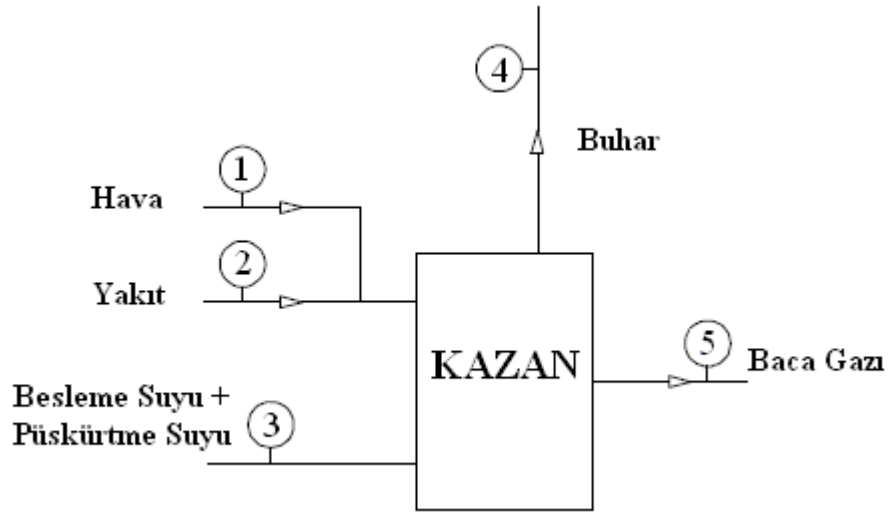 4
Buhar
1
Hava
2
Yakıt
KAZAN
5
Baca Gazı
Besleme Suyu +
Püskürtme Suyu
3